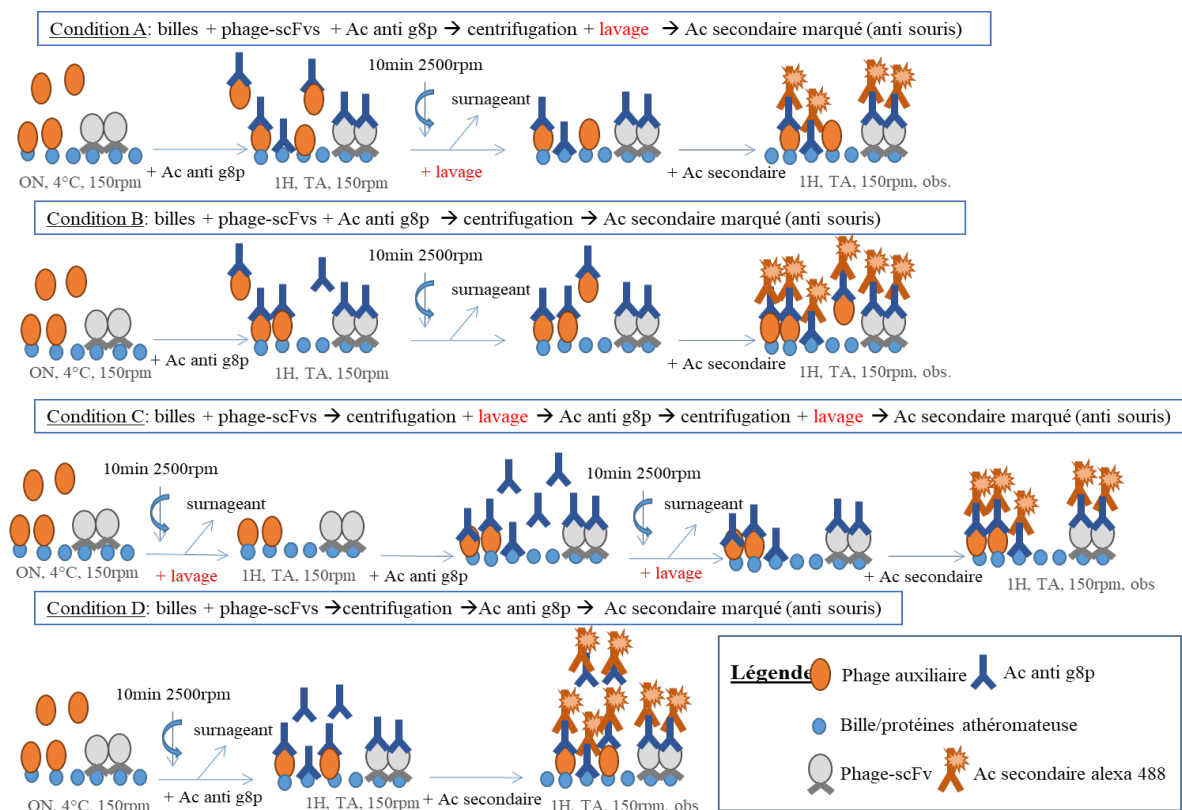 Condition A: billes + phage-scFvs + Ac anti g8p → centrifugation + lavage → Ac secondaire marqué (anti souris)
10min 2500rpm
surnageant
+ Ac anti g8p
+ lavage
+ Ac secondaire
ON, 4°C, 150rpm
1H, TA, 150rpm
1H, TA, 150rpm, obs.
Condition B: billes + phage-scFvs + Ac anti g8p → centrifugation → Ac secondaire marqué (anti souris)
10min 2500rpm
surnageant
+ Ac anti g8p
+ Ac secondaire
ON, 4°C, 150rpm
1H, TA, 150rpm
1H, TA, 150rpm, obs.
Condition C: billes + phage-scFvs → centrifugation + lavage → Ac anti g8p → centrifugation + lavage → Ac secondaire marqué (anti souris)
10min 2500rpm
10min 2500rpm
surnageant
surnageant
ON, 4°C, 150rpm
+ lavage
1H, TA, 150rpm
+ Ac anti g8p
+ lavage
+ Ac secondaire
1H, TA, 150rpm, obs
Condition D: billes + phage-scFvs →centrifugation →Ac anti g8p → Ac secondaire marqué (anti souris)
10min 2500rpm
surnageant
+ Ac anti g8p
+ Ac secondaire
ON, 4°C, 150rpm
1H, TA, 150rpm
1H, TA, 150rpm, obs
Légende
Phage auxiliaire
Ac anti g8p
Bille/protéines athéromateuse
Phage-scFv
Ac secondaire alexa 488